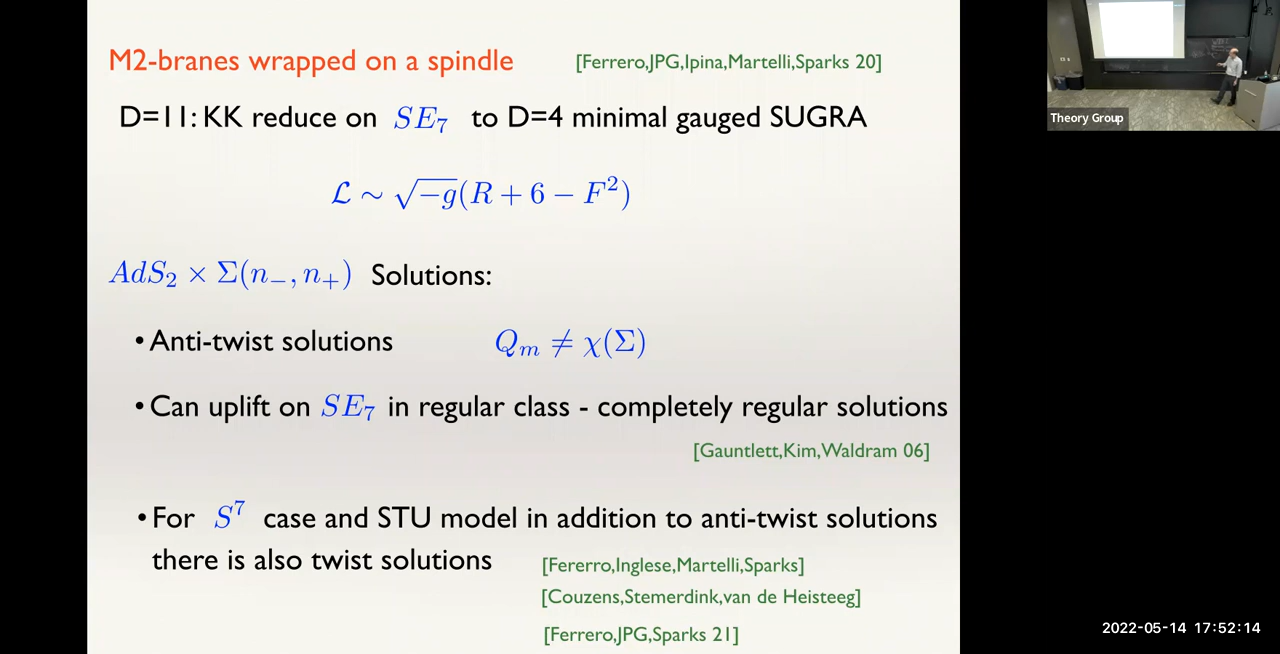 M2-branes wrapped on a spindle [Ferrero,JPG,Ipina,Martelli,Sparks 20]
D=11: KK reduce on SE₇ to D=4 minimal gauged SUGRA
ℒ ∼ √−g(R + 6 − F²)
AdS₂ × Σ(n₋, n₊) Solutions:
• Anti-twist solutions Qₘ ≠ χ(Σ)
• Can uplift on SE₇ in regular class - completely regular solutions
[Gauntlett,Kim,Waldram 06]
• For S⁷ case and STU model in addition to anti-twist solutions
there is also twist solutions
[Fererro,Inglese,Martelli,Sparks]
[Couzens,Stemerdink,van de Heisteeg]
[Ferrero,JPG,Sparks 21]
Theory Group
2022-05-14 17:52:14